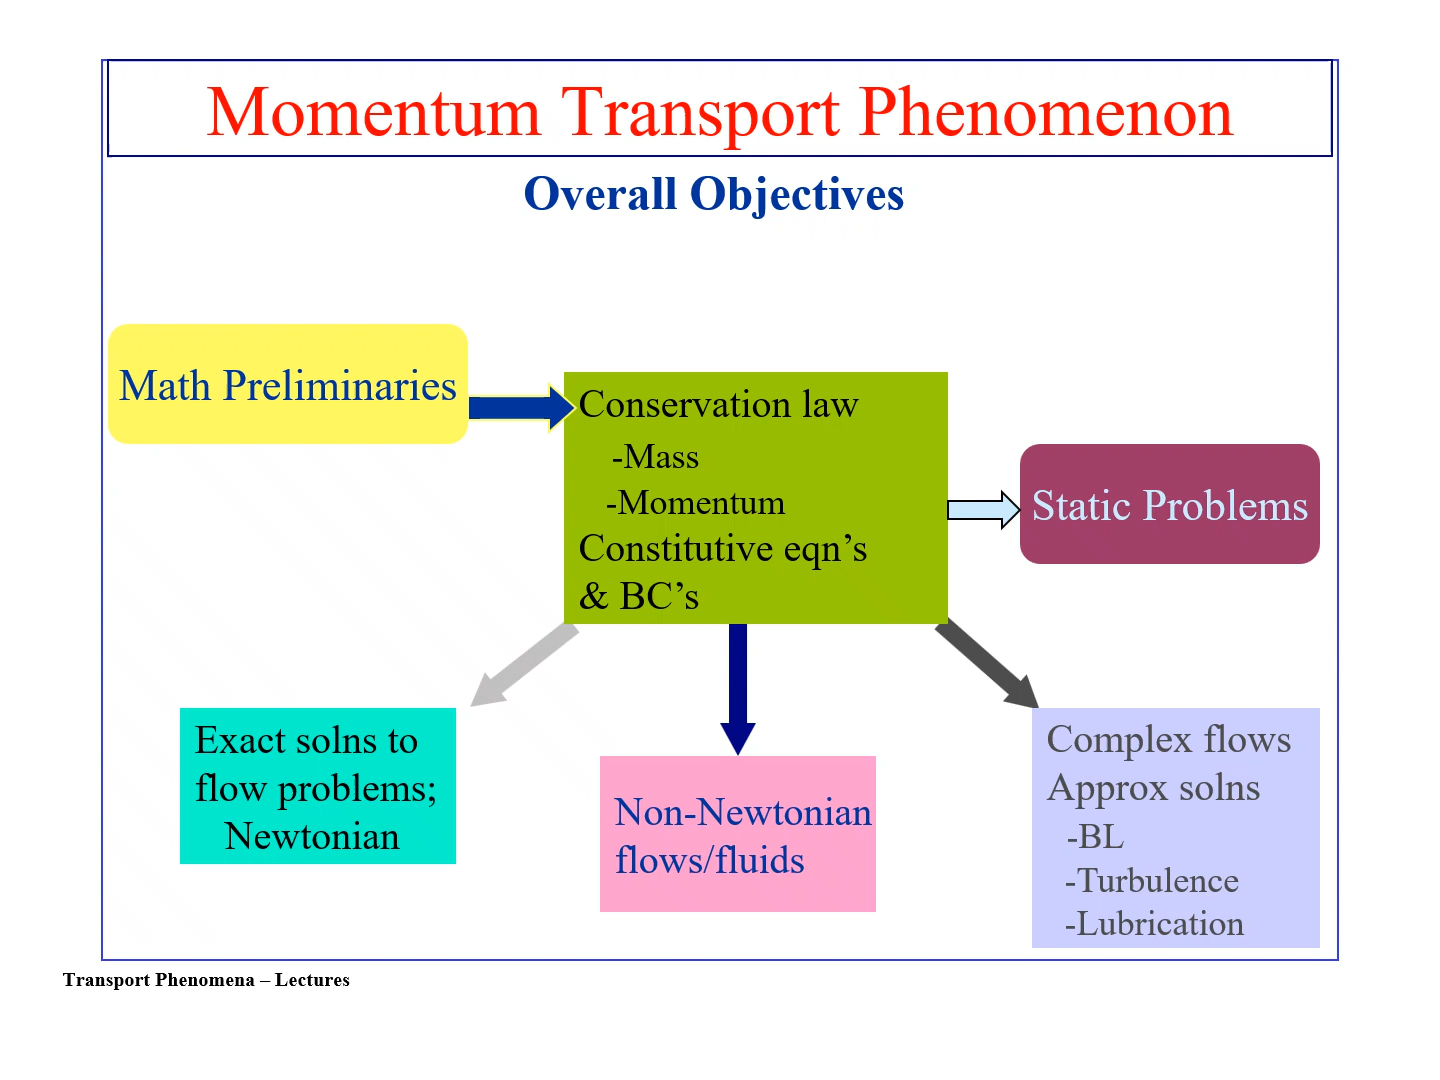 Momentum Transport Phenomenon
Overall Objectives
Math Preliminaries
Conservation law
-Mass
-Momentum
Constitutive eqn’s
& BC’s
Static Problems
Exact solns to
flow problems;
Newtonian
Non-Newtonian
flows/fluids
Complex flows
Approx solns
-BL
-Turbulence
-Lubrication
Transport Phenomena – Lectures